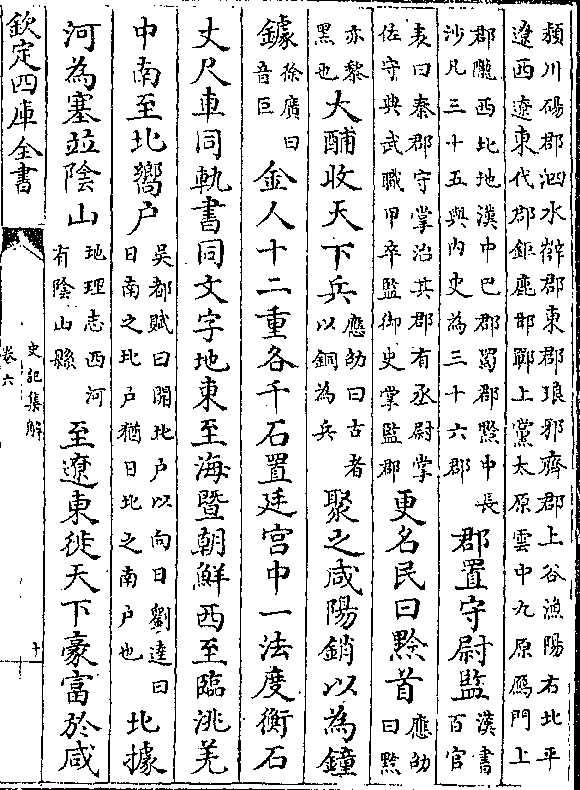 頴川碭郡泗水薛郡東郡琅邪齊郡上谷漁陽右北平
遼西遼東代郡鉅鹿邯鄲上黨太原雲中九原鴈門上
郡隴西北地漢中巴郡蜀郡黔中長
沙凡三十五與内史為三十六郡
郡置守尉監
漢書
百官
表曰秦郡守掌治其郡有丞尉掌
佐守典武職甲卒監御史掌監郡
更名民曰黔首
應劭
曰黔
亦黎
黑也
大酺收天下兵
應劭曰古者
以銅為兵
聚之咸陽銷以為鐘
鐻
徐廣曰
音巨
金人十二重各千石置廷宫中一法度衡石
丈尺車同軌書同文字地東至海暨朝鮮西至臨洮羌
中南至北嚮户
吳都賦曰開北户以向日劉逵曰
日南之北户猶日北之南户也
北據
河為塞並陰山
地理志西河
有陰山縣
至遼東徙天下豪富於咸
欽定四庫全書
史記集解
卷六
十